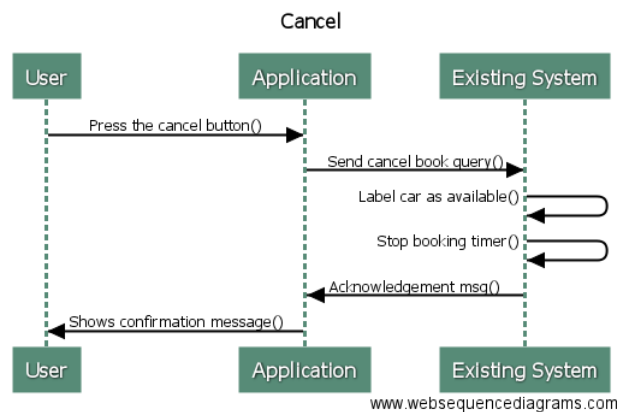 Cancel
User Application Existing System
Press the cancel button()
Send cancel book query()
Label car as available()
Stop booking timer()
Acknowledgement msg()
Shows confirmation message()
User Application Existing System
www.websequencediagrams.com